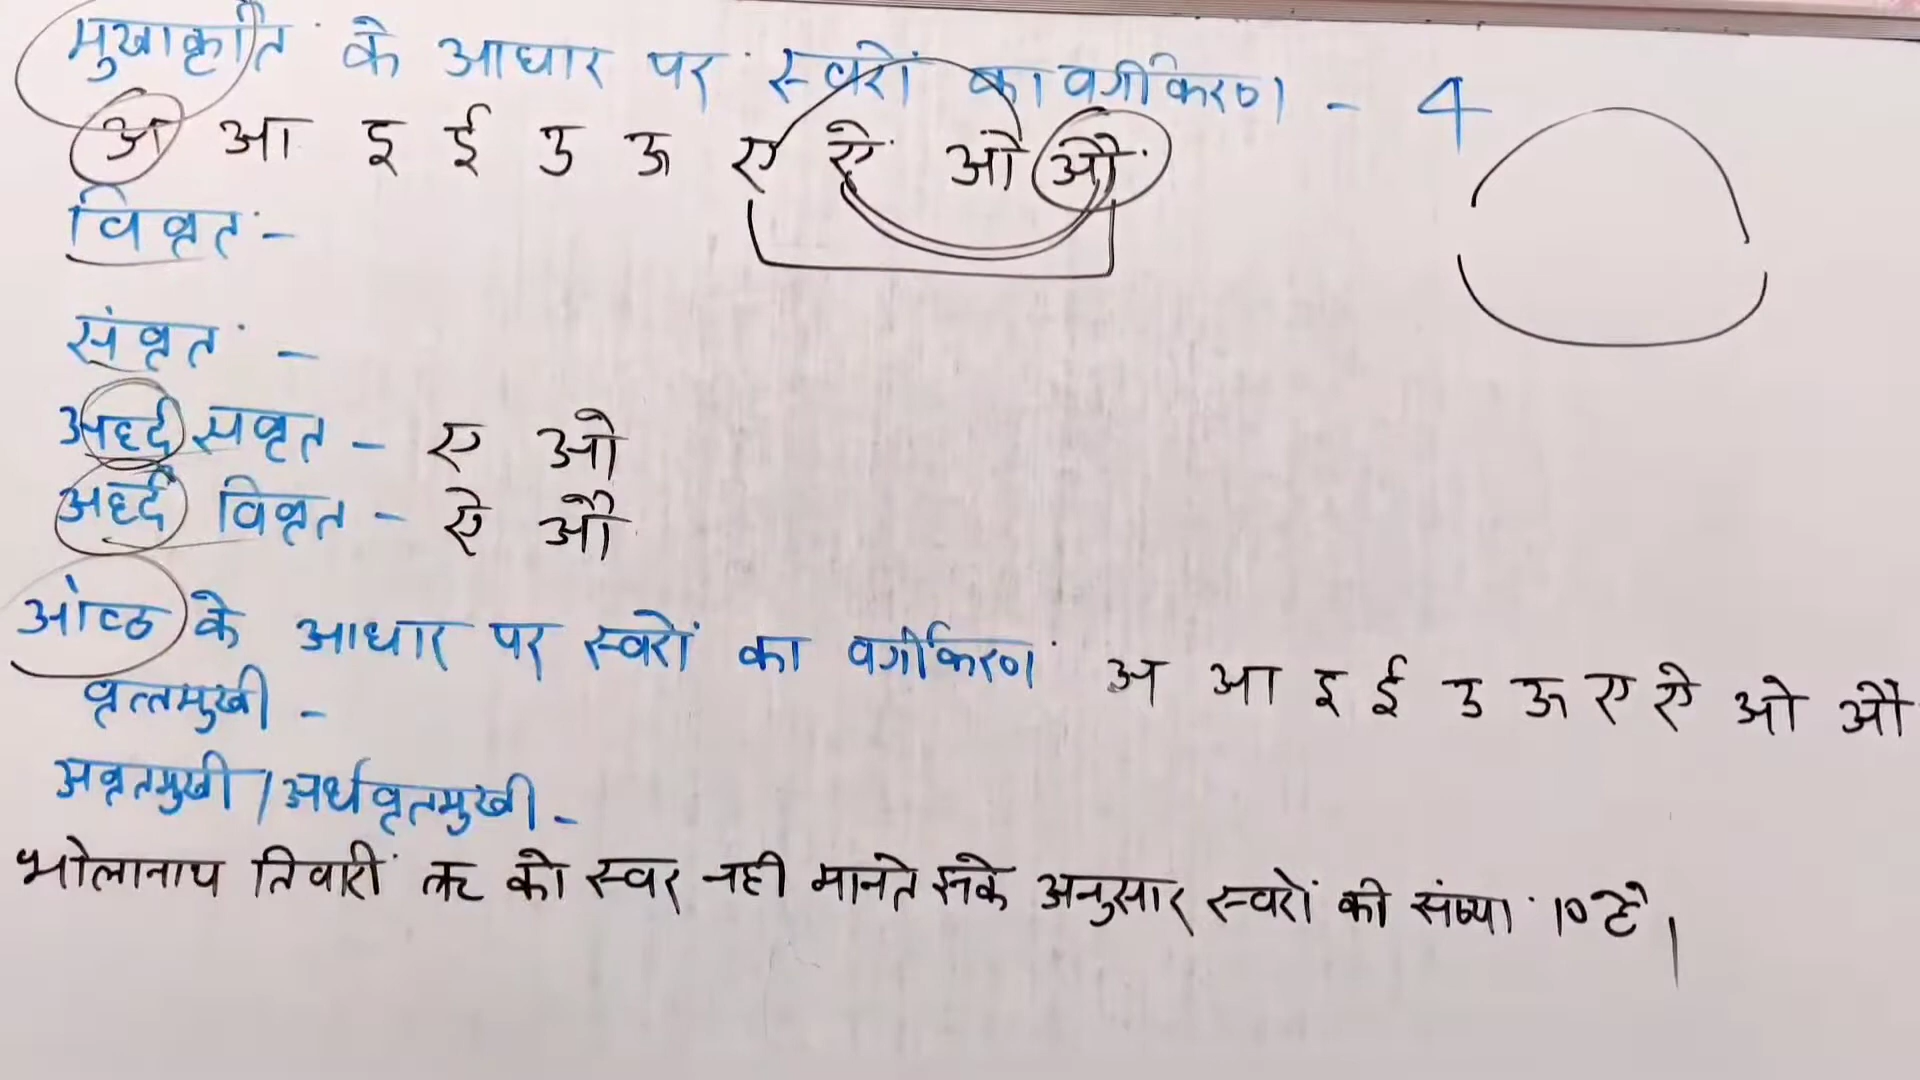 मुखाकृति के आधार पर स्वरों का वर्गीकरण - 4
अ आ इ ई उ ऊ ए ऐ ओ औ
विवृत -
संवृत -
अर्द्द संवृत - ए ओ
अर्द्द विवृत - ऐ औ
ओष्ठ के आधार पर स्वरों का वर्गीकरण अ आ इ ई उ ऊ ए ऐ ओ औ
वृत्तमुखी -
अवृतमुखी / अर्धवृतमुखी -
भोलानाथ तिवारी ऋ को स्वर नही मानते इनके अनुसार स्वरों की संख्या 10 है।